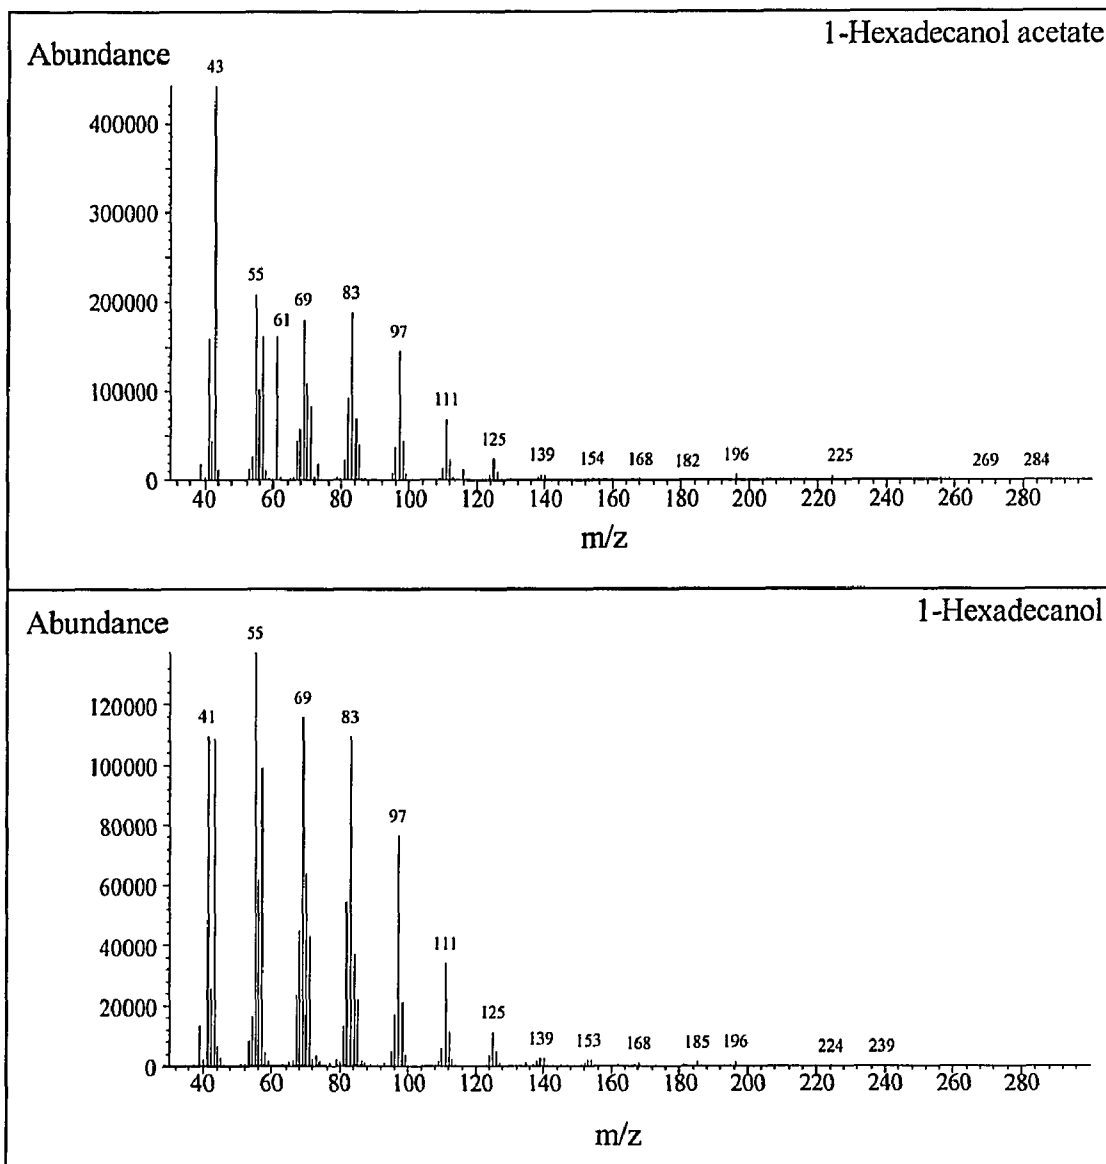 1-Hexadecanol acetate
Abundance
43
400000
300000
55
69
83
200000
61
97
100000
111
125
139 154 168 182 196 225 269 284
0
40 60 80 100 120 140 160 180 200 220 240 260 280
m/z
1-Hexadecanol
Abundance
55
120000
41
69
83
100000
97
80000
60000
111
40000
20000
125
139 153 168 185 196 224 239
0
40 60 80 100 120 140 160 180 200 220 240 260 280
m/z